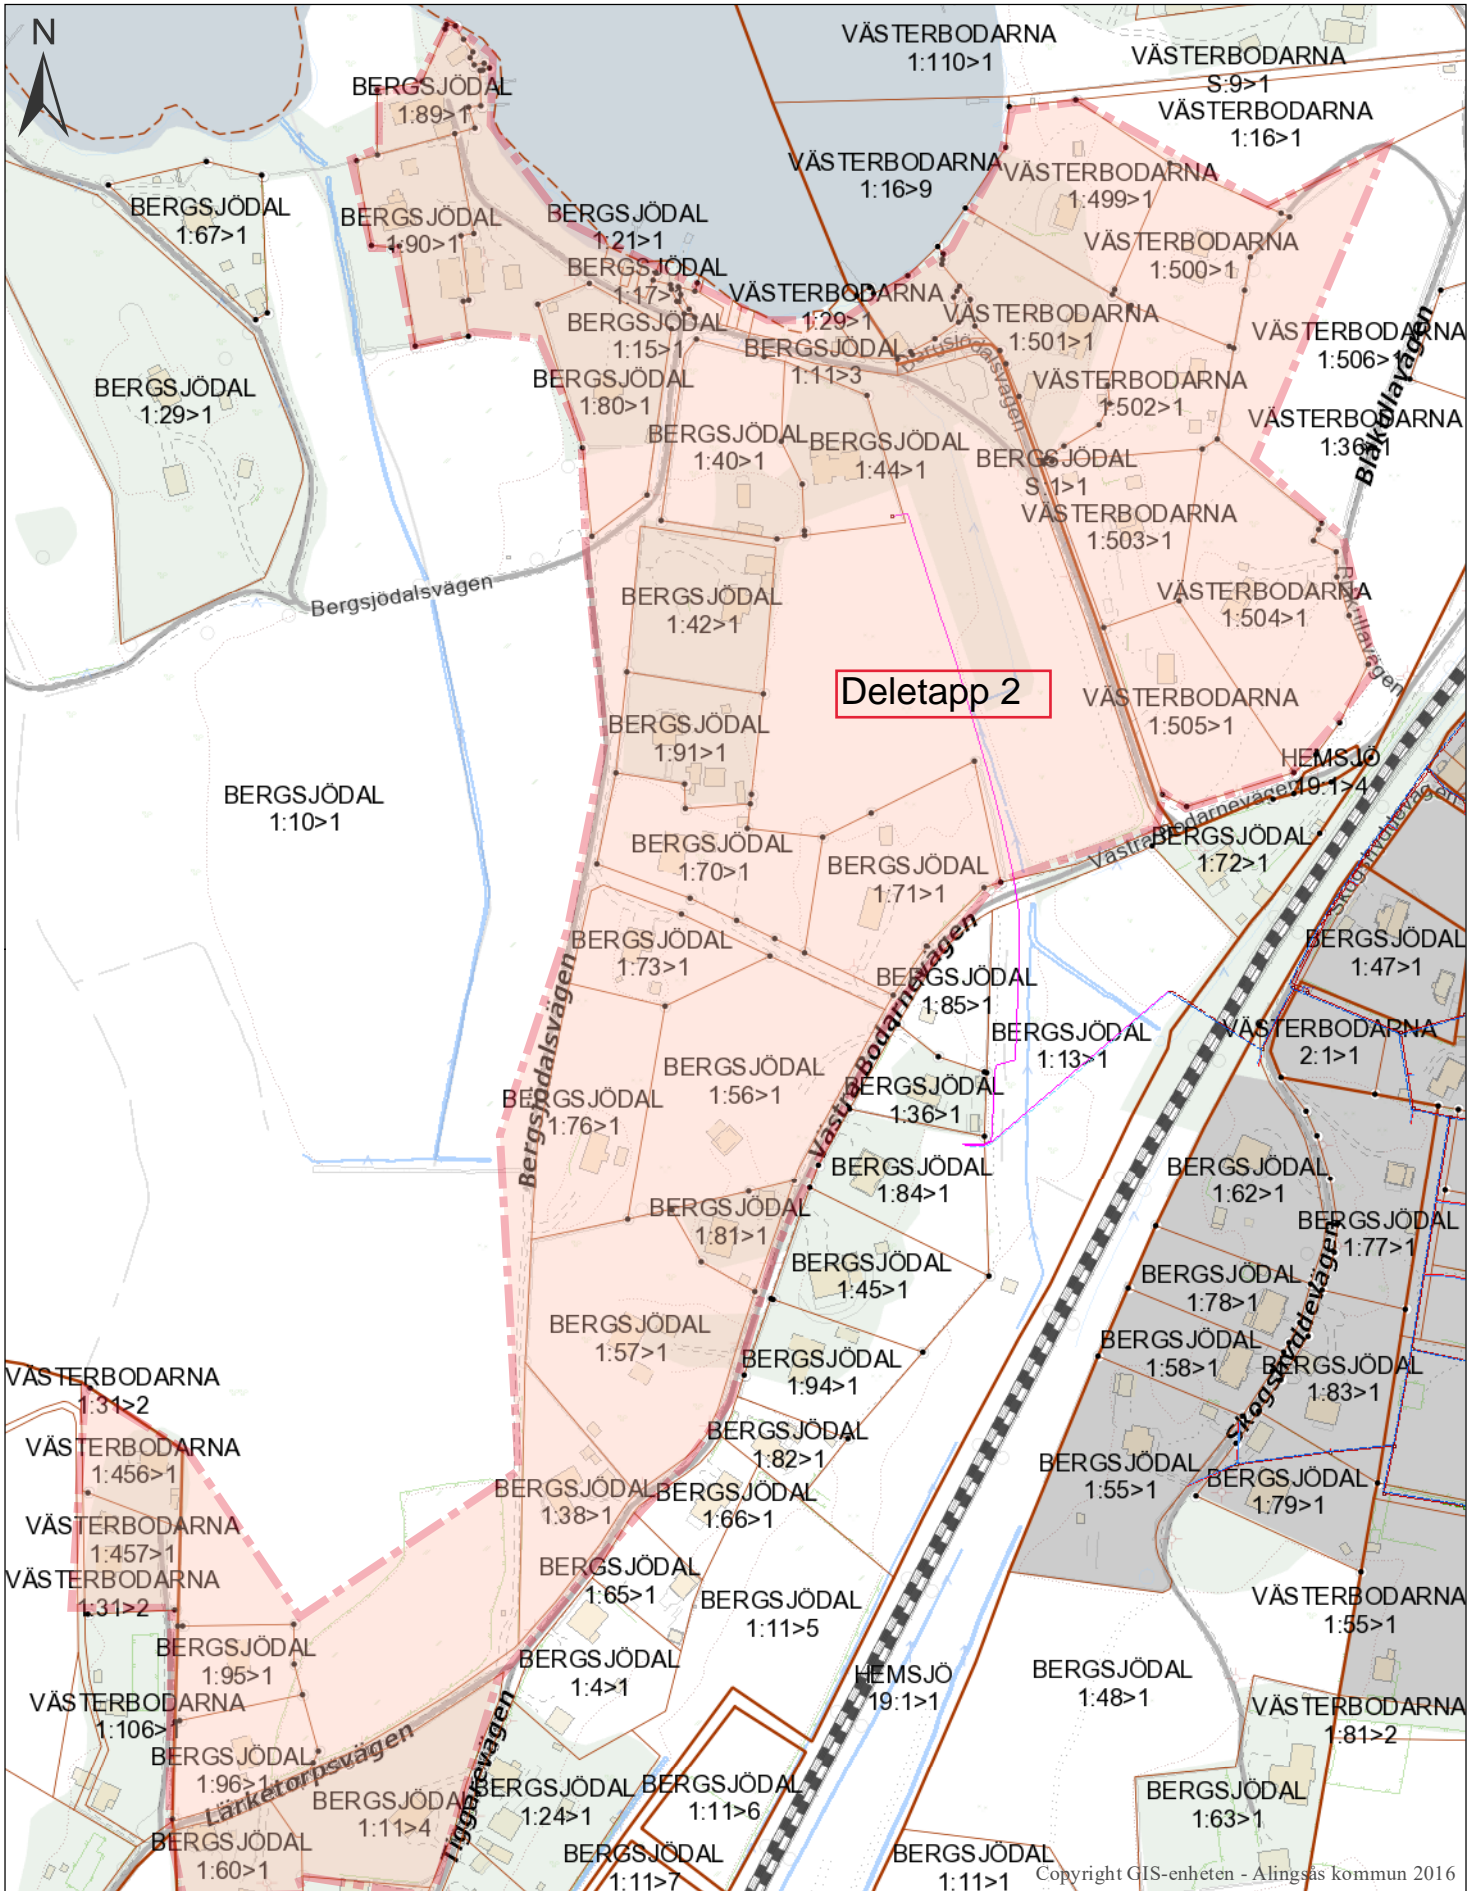 N
VÄSTERBODARNA
1:110>1
VÄSTERBODARNA
S:9>1
VÄSTERBODARNA
1:16>1
BERGSJÖDAL
1:89>1
VÄSTERBODARNA
1:16>9
VÄSTERBODARNA
1:499>1
BERGSJÖDAL
1:67>1
BERGSJÖDAL
1:90>1
BERGSJÖDAL
1:21>1
VÄSTERBODARNA
1:500>1
BERGSJÖDAL
1:17>1
VÄSTERBODARNA
1:29>1
VÄSTERBODARNA
1:501>1
BERGSJÖDAL
1:15>1
BERGSJÖDAL
1:11>3
Bergsjödalsvägen
VÄSTERBODARNA
1:506>1
BERGSJÖDAL
1:29>1
BERGSJÖDAL
1:80>1
VÄSTERBODARNA
1:502>1
Blåkullavägen
BERGSJÖDAL
1:40>1
BERGSJÖDAL
1:44>1
BERGSJÖDAL
S:1>1
VÄSTERBODARNA
1:36>1
VÄSTERBODARNA
1:503>1
Bergsjödalsvägen
BERGSJÖDAL
1:42>1
VÄSTERBODARNA
1:504>1
Blåkullavägen
Deletapp 2
VÄSTERBODARNA
1:505>1
BERGSJÖDAL
1:91>1
HEMSJÖ
19:1>4
BERGSJÖDAL
1:10>1
Västra Bodarnevägen
Skogshyddevägen
BERGSJÖDAL
1:72>1
BERGSJÖDAL
1:70>1
BERGSJÖDAL
1:71>1
BERGSJÖDAL
1:73>1
BERGSJÖDAL
1:47>1
BERGSJÖDAL
1:85>1
Bergsjödalsvägen
Västra Bodarnevägen
BERGSJÖDAL
1:13>1
VÄSTERBODARNA
2:1>1
BERGSJÖDAL
1:56>1
BERGSJÖDAL
1:76>1
BERGSJÖDAL
1:36>1
BERGSJÖDAL
1:84>1
BERGSJÖDAL
1:62>1
BERGSJÖDAL
1:81>1
BERGSJÖDAL
1:77>1
BERGSJÖDAL
1:45>1
BERGSJÖDAL
1:78>1
Skogshyddevägen
BERGSJÖDAL
1:57>1
BERGSJÖDAL
1:94>1
BERGSJÖDAL
1:58>1
BERGSJÖDAL
1:83>1
VÄSTERBODARNA
1:31>2
BERGSJÖDAL
1:82>1
VÄSTERBODARNA
1:456>1
BERGSJÖDAL
1:55>1
BERGSJÖDAL
1:79>1
BERGSJÖDAL
1:38>1
BERGSJÖDAL
1:66>1
VÄSTERBODARNA
1:457>1
BERGSJÖDAL
1:65>1
VÄSTERBODARNA
1:31>2
BERGSJÖDAL
1:11>5
VÄSTERBODARNA
1:55>1
BERGSJÖDAL
1:95>1
BERGSJÖDAL
1:4>1
HEMSJÖ
19:1>1
BERGSJÖDAL
1:48>1
VÄSTERBODARNA
1:106>1
VÄSTERBODARNA
1:81>2
BERGSJÖDAL
1:96>1
Lärketorpsvägen
Tiggarevägen
BERGSJÖDAL
1:11>4
BERGSJÖDAL
1:24>1
BERGSJÖDAL
1:11>6
BERGSJÖDAL
1:63>1
BERGSJÖDAL
1:60>1
BERGSJÖDAL
1:11>7
BERGSJÖDAL
1:11>1
Copyright GIS-enheten - Alingsås kommun 2016